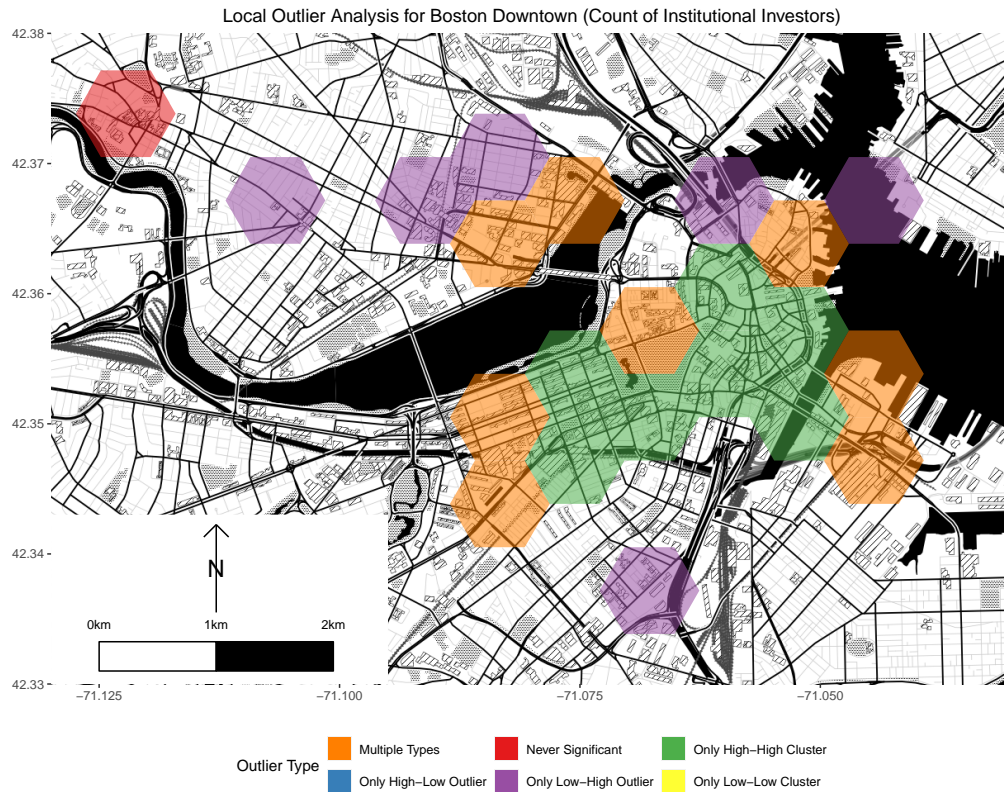 Local Outlier Analysis for Boston Downtown (Count of Institutional Investors)
42.38
42.37
42.36
42.35
42.34
42.33
N
0km 1km 2km
−71.125 −71.100 −71.075 −71.050
Outlier Type
Multiple Types Never Significant Only High−High Cluster
Only High−Low Outlier Only Low−High Outlier Only Low−Low Cluster